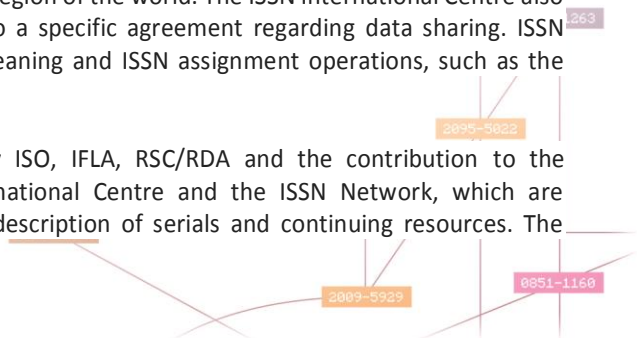 egion of the world. The ISSN International Centre also
o a specific agreement regarding data sharing. ISSN
1263
eaning and ISSN assignment operations, such as the
2095-5022
ISO, IFLA, RSC/RDA and the contribution to the
national Centre and the ISSN Network, which are
description of serials and continuing resources. The
2009-5929
0851-1160